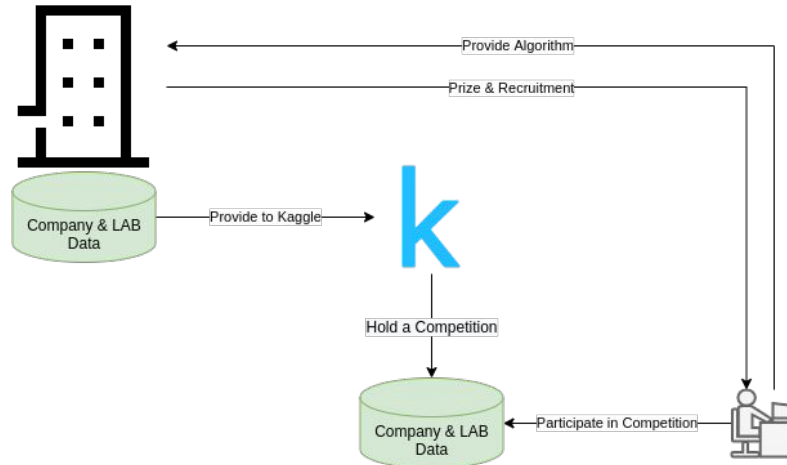 Provide Algorithm
Prize & Recruitment
Company & LAB
Data
Provide to Kaggle
k
Hold a Competition
Company & LAB
Data
Participate in Competition